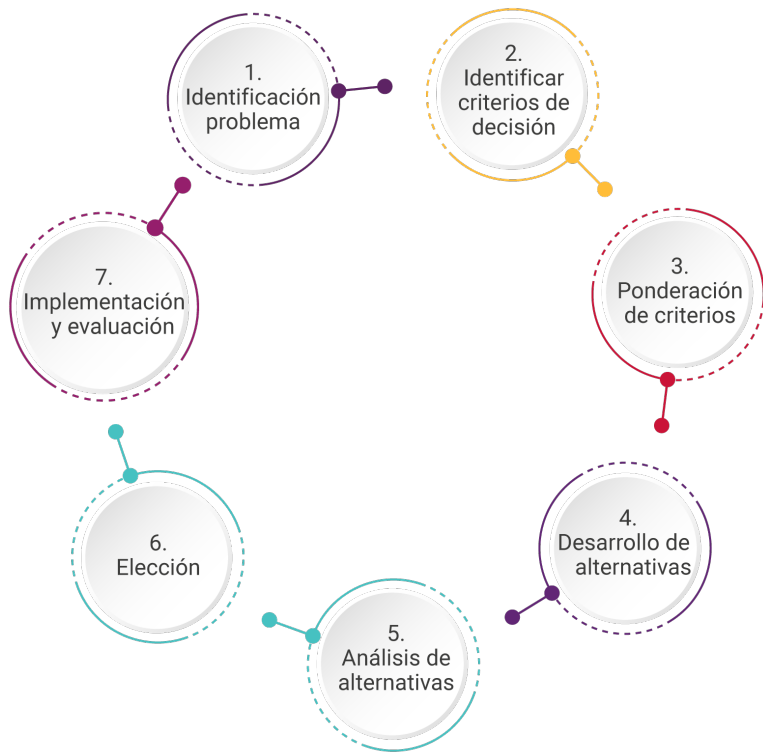 1.
Identificación
problema
2.
Identificar
criterios de
decisión
3.
Ponderación
de criterios
4.
Desarrollo de
alternativas
5.
Análisis de
alternativas
6.
Elección
7.
Implementación
y evaluación